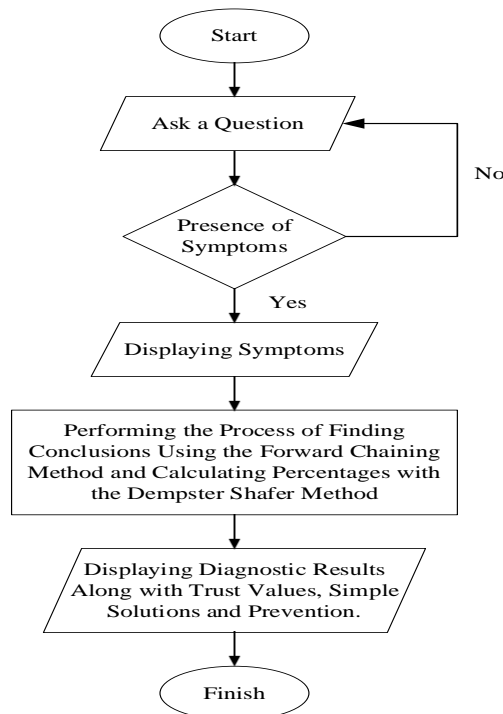 Start
Ask a Question
No
Presence of
Symptoms
Yes
Displaying Symptoms
Performing the Process of Finding
Conclusions Using the Forward Chaining
Method and Calculating Percentages with
the Dempster Shafer Method
Displaying Diagnostic Results
Along with Trust Values, Simple
Solutions and Prevention.
Finish